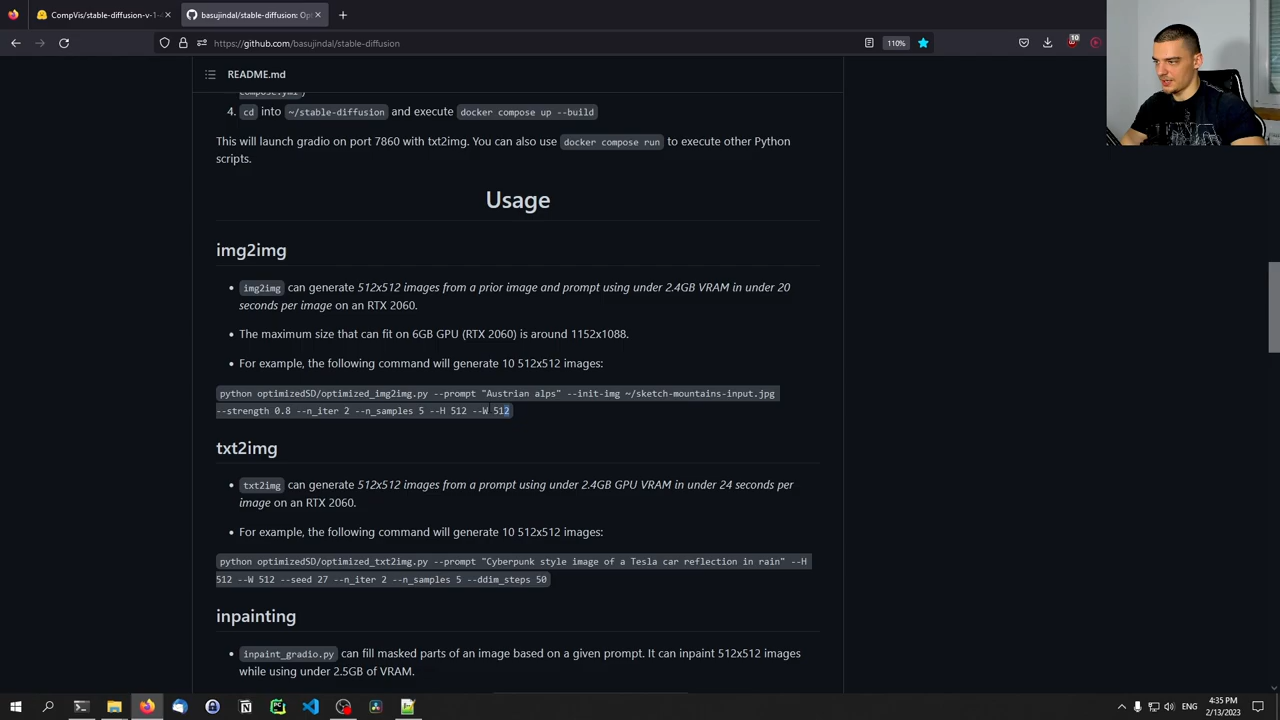 CompVis/stable-diffusion-v-1-4
basujindal/stable-diffusion: Op
https://github.com/basujindal/stable-diffusion
110%
10
README.md
compose.yml)
4. cd into ~/stable-diffusion and execute docker compose up --build
This will launch gradio on port 7860 with txt2img. You can also use docker compose run to execute other Python
scripts.
Usage
img2img
• img2img can generate 512x512 images from a prior image and prompt using under 2.4GB VRAM in under 20
seconds per image on an RTX 2060.
• The maximum size that can fit on 6GB GPU (RTX 2060) is around 1152x1088.
• For example, the following command will generate 10 512x512 images:
python optimizedSD/optimized_img2img.py --prompt "Austrian alps" --init-img ~/sketch-mountains-input.jpg
--strength 0.8 --n_iter 2 --n_samples 5 --H 512 --W 512
txt2img
• txt2img can generate 512x512 images from a prompt using under 2.4GB GPU VRAM in under 24 seconds per
image on an RTX 2060.
• For example, the following command will generate 10 512x512 images:
python optimizedSD/optimized_txt2img.py --prompt "Cyberpunk style image of a Tesla car reflection in rain" --H
512 --W 512 --seed 27 --n_iter 2 --n_samples 5 --ddim_steps 50
inpainting
• inpaint_gradio.py can fill masked parts of an image based on a given prompt. It can inpaint 512x512 images
while using under 2.5GB of VRAM.
ENG
4:35 PM
2/13/2023